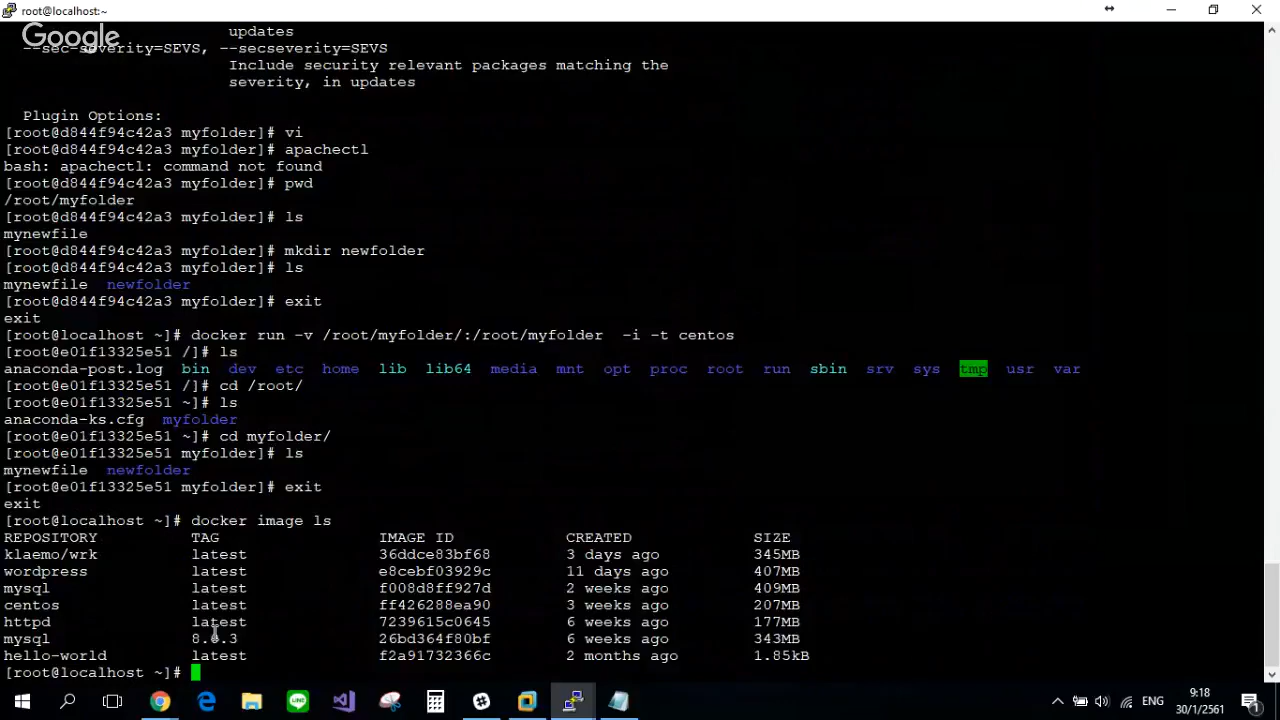 root@localhost:~
Google
updates
--sec-severity=SEVS, --secseverity=SEVS
Include security relevant packages matching the
severity, in updates
Plugin Options:
[root@d844f94c42a3 myfolder]# vi
[root@d844f94c42a3 myfolder]# apachectl
bash: apachectl: command not found
[root@d844f94c42a3 myfolder]# pwd
/root/myfolder
[root@d844f94c42a3 myfolder]# ls
mynewfile
[root@d844f94c42a3 myfolder]# mkdir newfolder
[root@d844f94c42a3 myfolder]# ls
mynewfile newfolder
[root@d844f94c42a3 myfolder]# exit
exit
[root@localhost ~]# docker run -v /root/myfolder/:/root/myfolder -i -t centos
[root@e01f13325e51 /]# ls
anaconda-post.log bin dev etc home lib lib64 media mnt opt proc root run sbin srv sys tmp usr var
[root@e01f13325e51 /]# cd /root/
[root@e01f13325e51 ~]# ls
anaconda-ks.cfg myfolder
[root@e01f13325e51 ~]# cd myfolder/
[root@e01f13325e51 myfolder]# ls
mynewfile newfolder
[root@e01f13325e51 myfolder]# exit
exit
[root@localhost ~]# docker image ls
REPOSITORY TAG IMAGE ID CREATED SIZE
klaemo/wrk latest 36ddce83bf68 3 days ago 345MB
wordpress latest e8cebf03929c 11 days ago 407MB
mysql latest f008d8ff927d 2 weeks ago 409MB
centos latest ff426288ea90 3 weeks ago 207MB
httpd latest 7239615c0645 6 weeks ago 177MB
mysql 26bd364f80bf 6 weeks ago 343MB
hello-world latest f2a91732366c 2 months ago 1.85kB
[root@localhost ~]#
LINE
ENG
9:18
30/1/2561
1